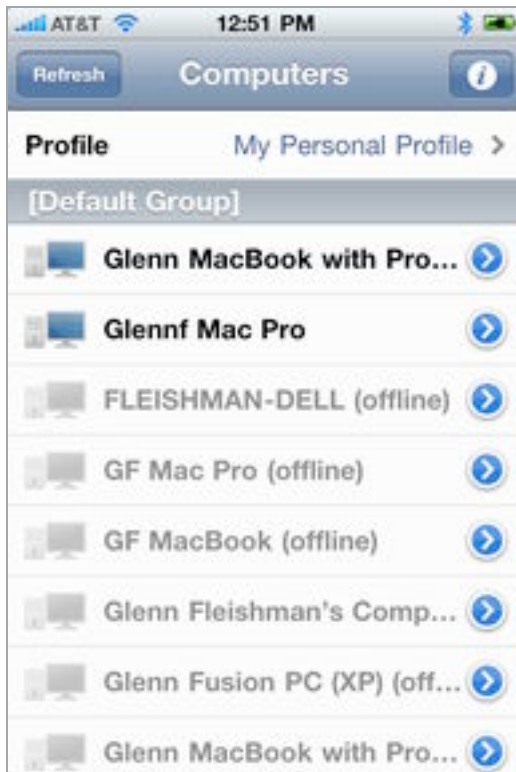 AT&T 12:51 PM
Refresh Computers i
Profile My Personal Profile >
[Default Group]
Glenn MacBook with Pro...
Glennf Mac Pro
FLEISHMAN-DELL (offline)
GF Mac Pro (offline)
GF MacBook (offline)
Glenn Fleishman's Comp...
Glenn Fusion PC (XP) (off...
Glenn MacBook with Pro...